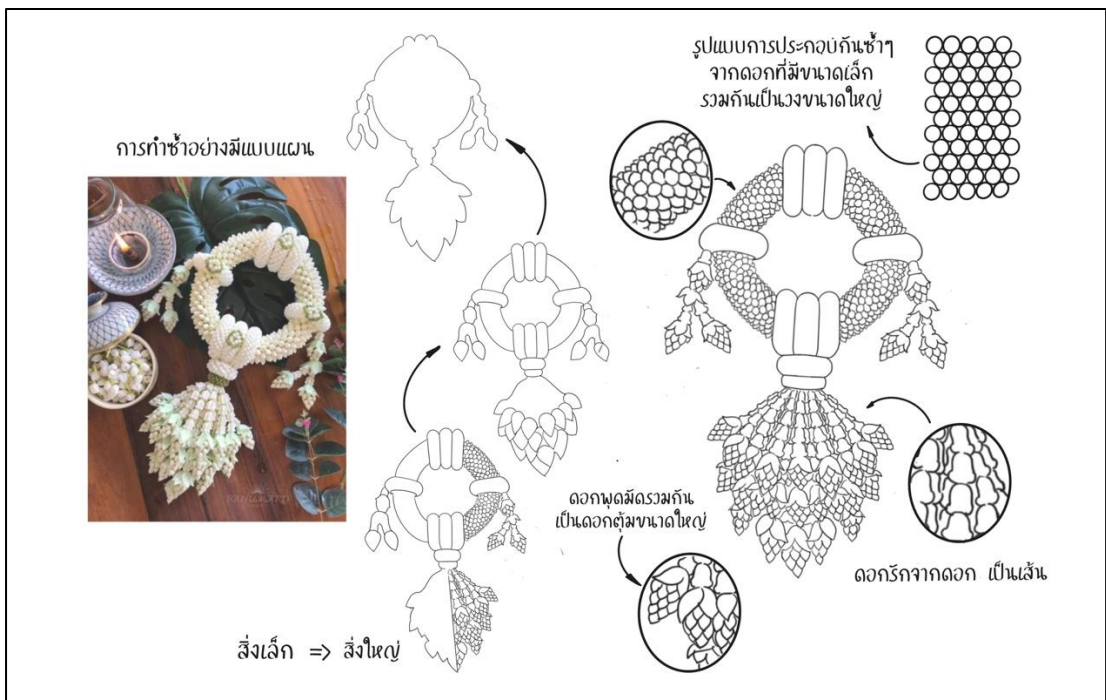 การทำซ้ำอย่างมีแบบแผน
รูปแบบการประกอบกันซ้ำๆ
จากดอกที่มีขนาดเล็ก
รวมกันเป็นวงขนาดใหญ่
ดอกพุดมัดรวมกัน
เป็นดอกตุ้มขนาดใหญ่
ดอกรักจากดอก เป็นเส้น
สิ่งเล็ก => สิ่งใหญ่